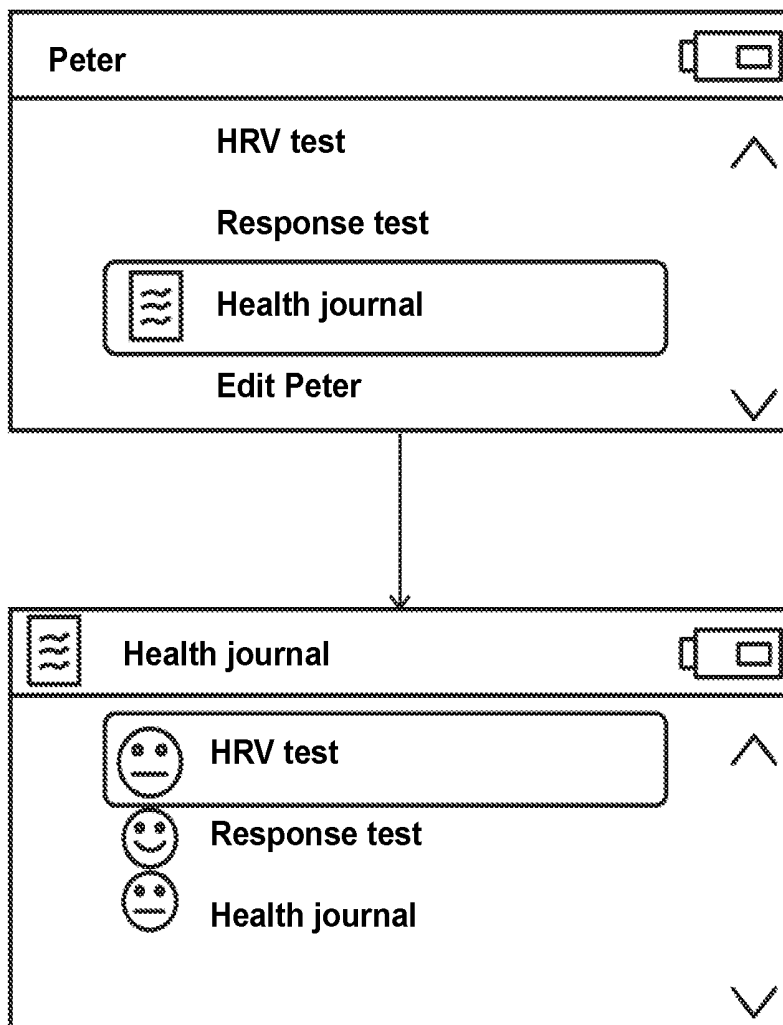 Peter
HRV test
Response test
Health journal
Edit Peter
Health journal
HRV test
Response test
Health journal